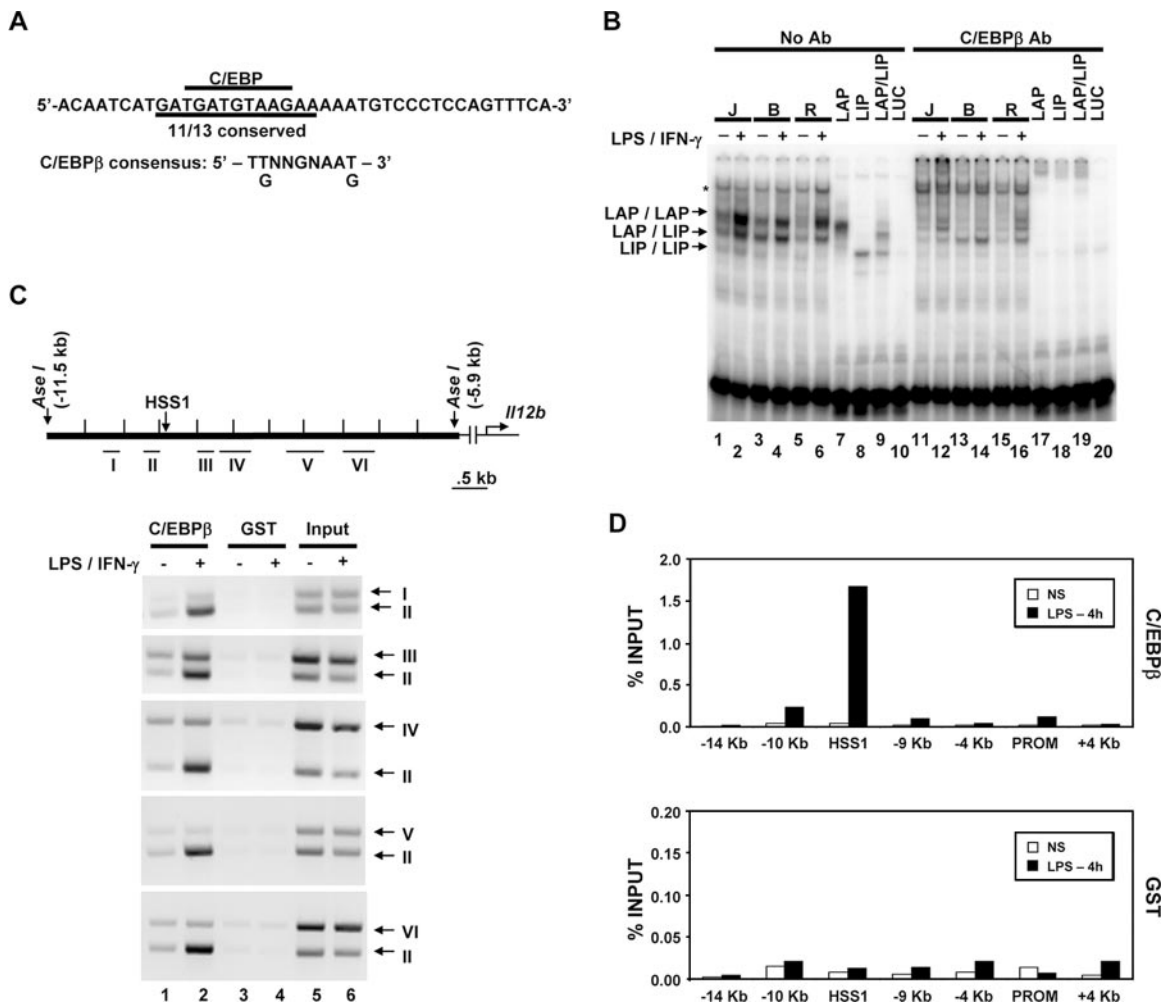 A
C/EBP
5'-ACAATCATGATGATGTAAGAAAAATGTCCCTCCAGTTTCA-3'
11/13 conserved
C/EBPβ consensus: 5' – TTNNGNAAT – 3'
G G
B
No Ab C/EBPβ Ab
J B R LAP LIP LAP/LIP LUC J B R LAP LIP LAP/LIP LUC
LPS / IFN-γ – + – + – + – + – + – +
*
LAP / LAP
LAP / LIP
LIP / LIP
1 2 3 4 5 6 7 8 9 10 11 12 13 14 15 16 17 18 19 20
C
Ase I (-11.5 kb)
HSS1
Ase I (-5.9 kb)
Il12b
I II III IV V VI
.5 kb
C/EBPβ GST Input
LPS / IFN-γ - + - + - +
I
II
III
II
IV
II
V
II
VI
II
1 2 3 4 5 6
D
% INPUT
2.0
1.5
1.0
0.5
0.0
NS
LPS – 4h
C/EBPβ
-14 Kb -10 Kb HSS1 -9 Kb -4 Kb PROM +4 Kb
% INPUT
0.20
0.15
0.10
0.05
0.00
NS
LPS – 4h
GST
-14 Kb -10 Kb HSS1 -9 Kb -4 Kb PROM +4 Kb